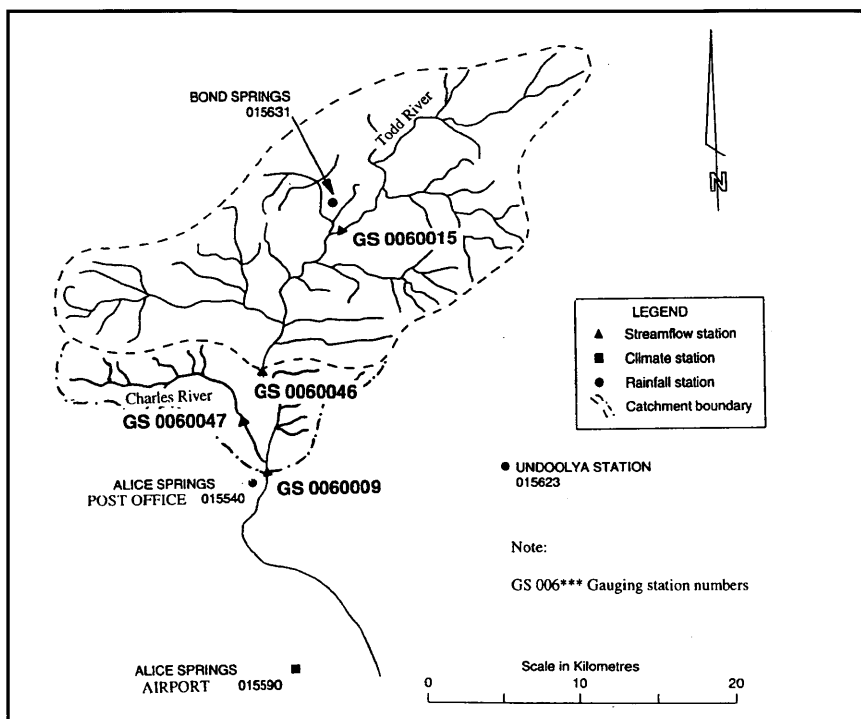 BOND SPRINGS
015631
Todd River
N
GS 0060015
LEGEND
Streamflow station
Climate station
Rainfall station
Catchment boundary
GS 0060046
Charles River
GS 0060047
ALICE SPRINGS
POST OFFICE 015540
GS 0060009
UNDOOLYA STATION
015623
Note:
GS 006*** Gauging station numbers
ALICE SPRINGS
AIRPORT 015590
Scale in Kilometres
0 10 20